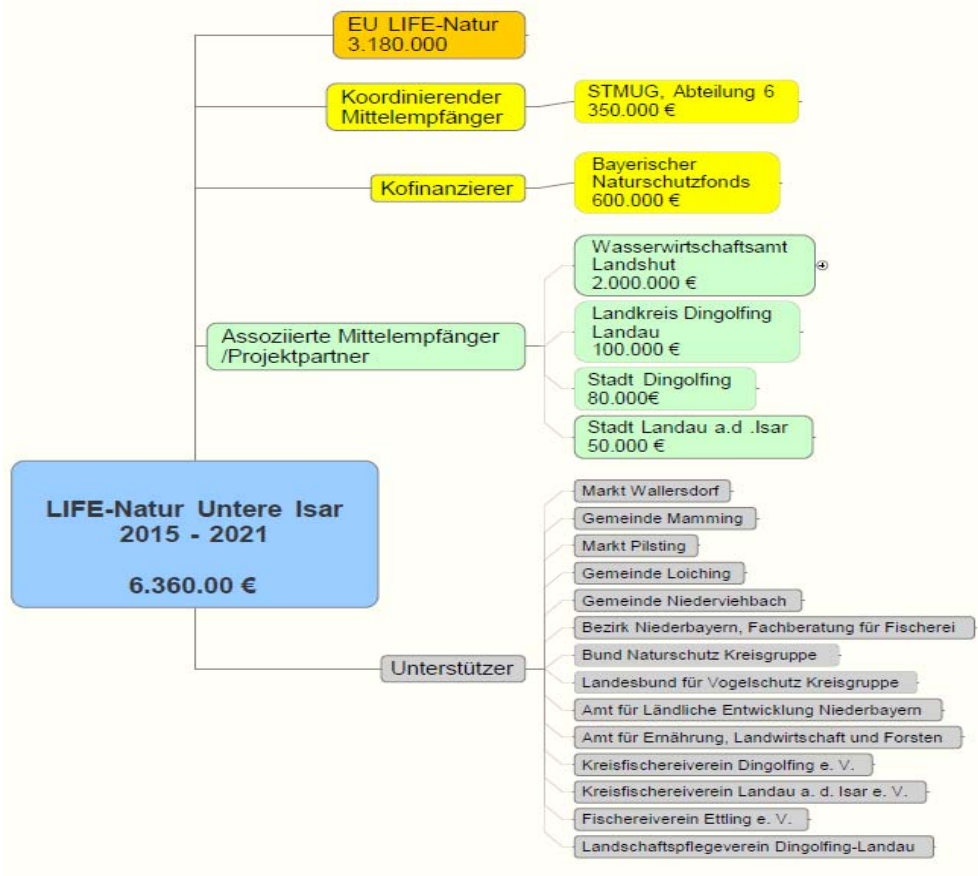 EU LIFE-Natur
3.180.000
Koordinierender
Mittelempfänger
STMUG, Abteilung 6
350.000 €
Kofinanzierer
Bayerischer
Naturschutzfonds
600.000 €
Assoziierte Mittelempfänger
/Projektpartner
Wasserwirtschaftsamt
Landshut
2.000.000 €
Landkreis Dingolfing
Landau
100.000 €
Stadt Dingolfing
80.000€
Stadt Landau a.d .Isar
50.000 €
LIFE-Natur Untere Isar
2015 - 2021
6.360.00 €
Unterstützer
Markt Wallersdorf
Gemeinde Mamming
Markt Pilsting
Gemeinde Loiching
Gemeinde Niederviehbach
Bezirk Niederbayern, Fachberatung für Fischerei
Bund Naturschutz Kreisgruppe
Landesbund für Vogelschutz Kreisgruppe
Amt für Ländliche Entwicklung Niederbayern
Amt für Ernährung, Landwirtschaft und Forsten
Kreisfischereiverein Dingolfing e. V.
Kreisfischereiverein Landau a. d. Isar e. V.
Fischereiverein Ettling e. V.
Landschaftspflegeverein Dingolfing-Landau